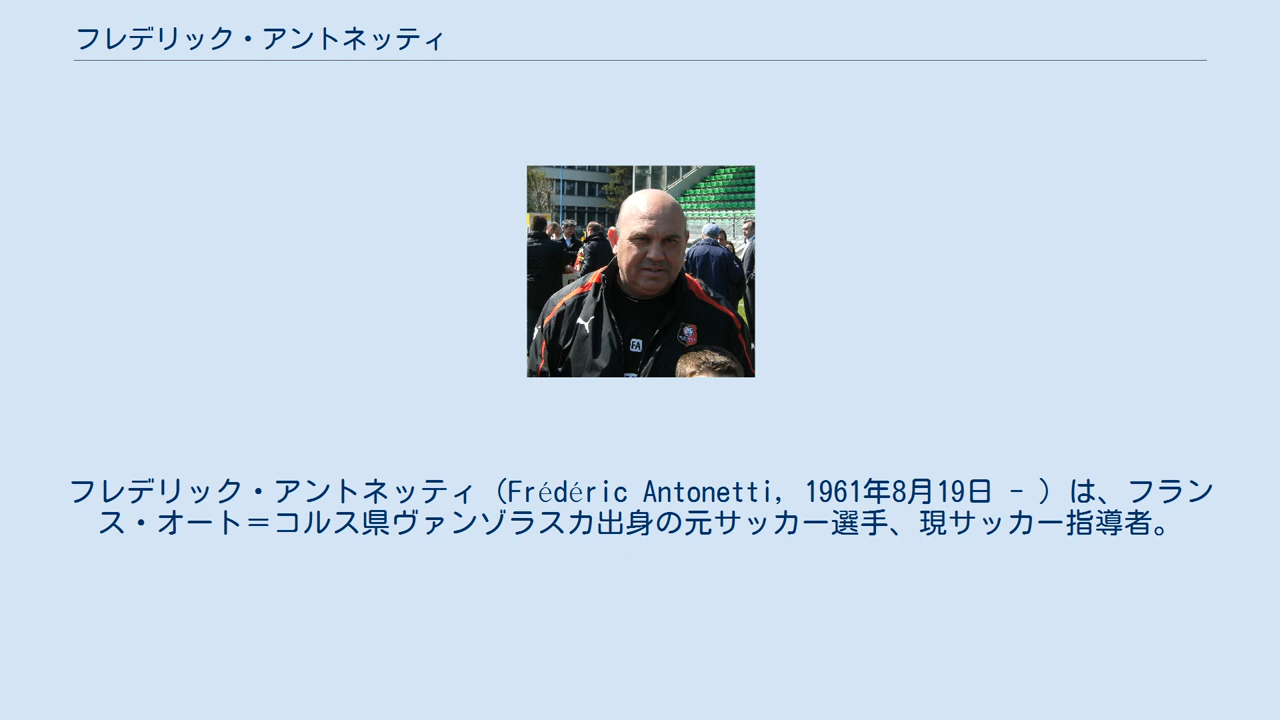 フレデリック・アントネッティ
FA
フレデリック・アントネッティ（Frédéric Antonetti, 1961年8月19日 - ）は、フラン
ス・オート＝コルス県ヴァンゾラスカ出身の元サッカー選手、現サッカー指導者。